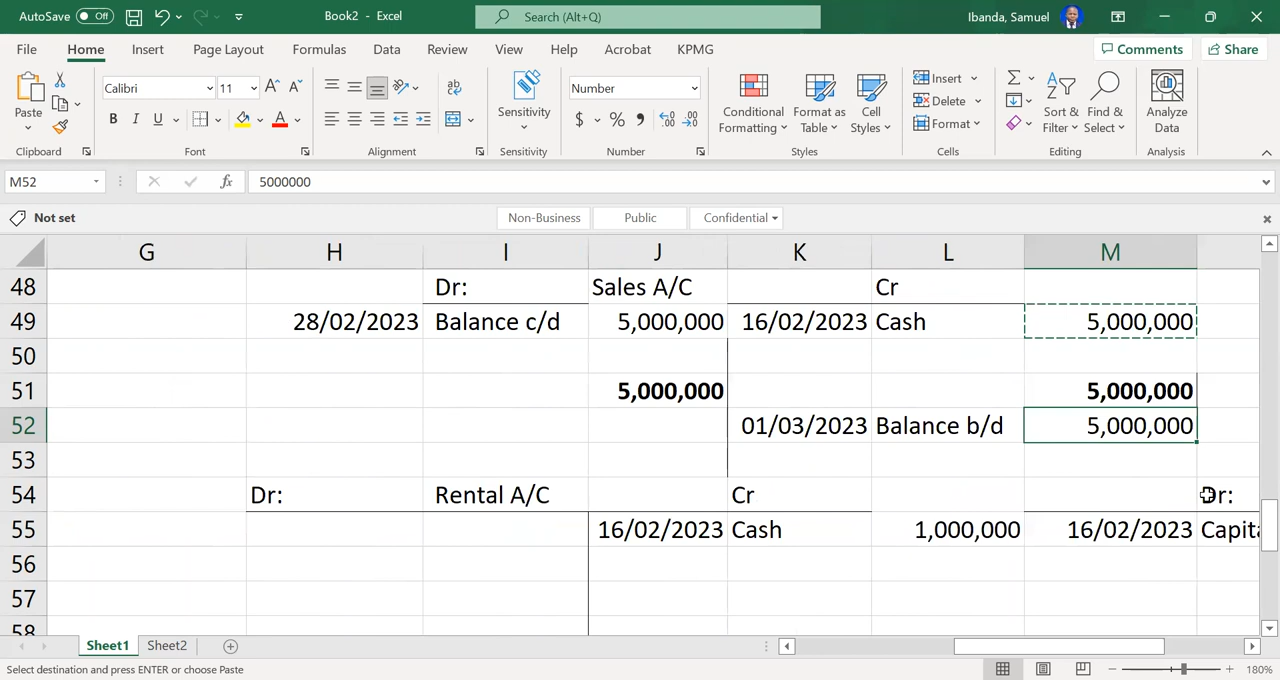 AutoSave Off Book2 - Excel Search (Alt+Q) Ibanda, Samuel
File Home Insert Page Layout Formulas Data Review View Help Acrobat KPMG Comments Share
Paste Calibri 11 Number Sensitivity Conditional Formatting Format as Table Cell Styles Insert Delete Format Sort & Filter Find & Select Analyze Data
Clipboard Font Alignment Sensitivity Number Styles Cells Editing Analysis
M52 fx 5000000
Not set Non-Business Public Confidential
G H I J K L M
48 Dr: Sales A/C Cr
49 28/02/2023 Balance c/d 5,000,000 16/02/2023 Cash 5,000,000
50
51 5,000,000 5,000,000
52 01/03/2023 Balance b/d 5,000,000
53
54 Dr: Rental A/C Cr Dr:
55 16/02/2023 Cash 1,000,000 16/02/2023 Capita
56
57
58
Sheet1 Sheet2
Select destination and press ENTER or choose Paste 180%